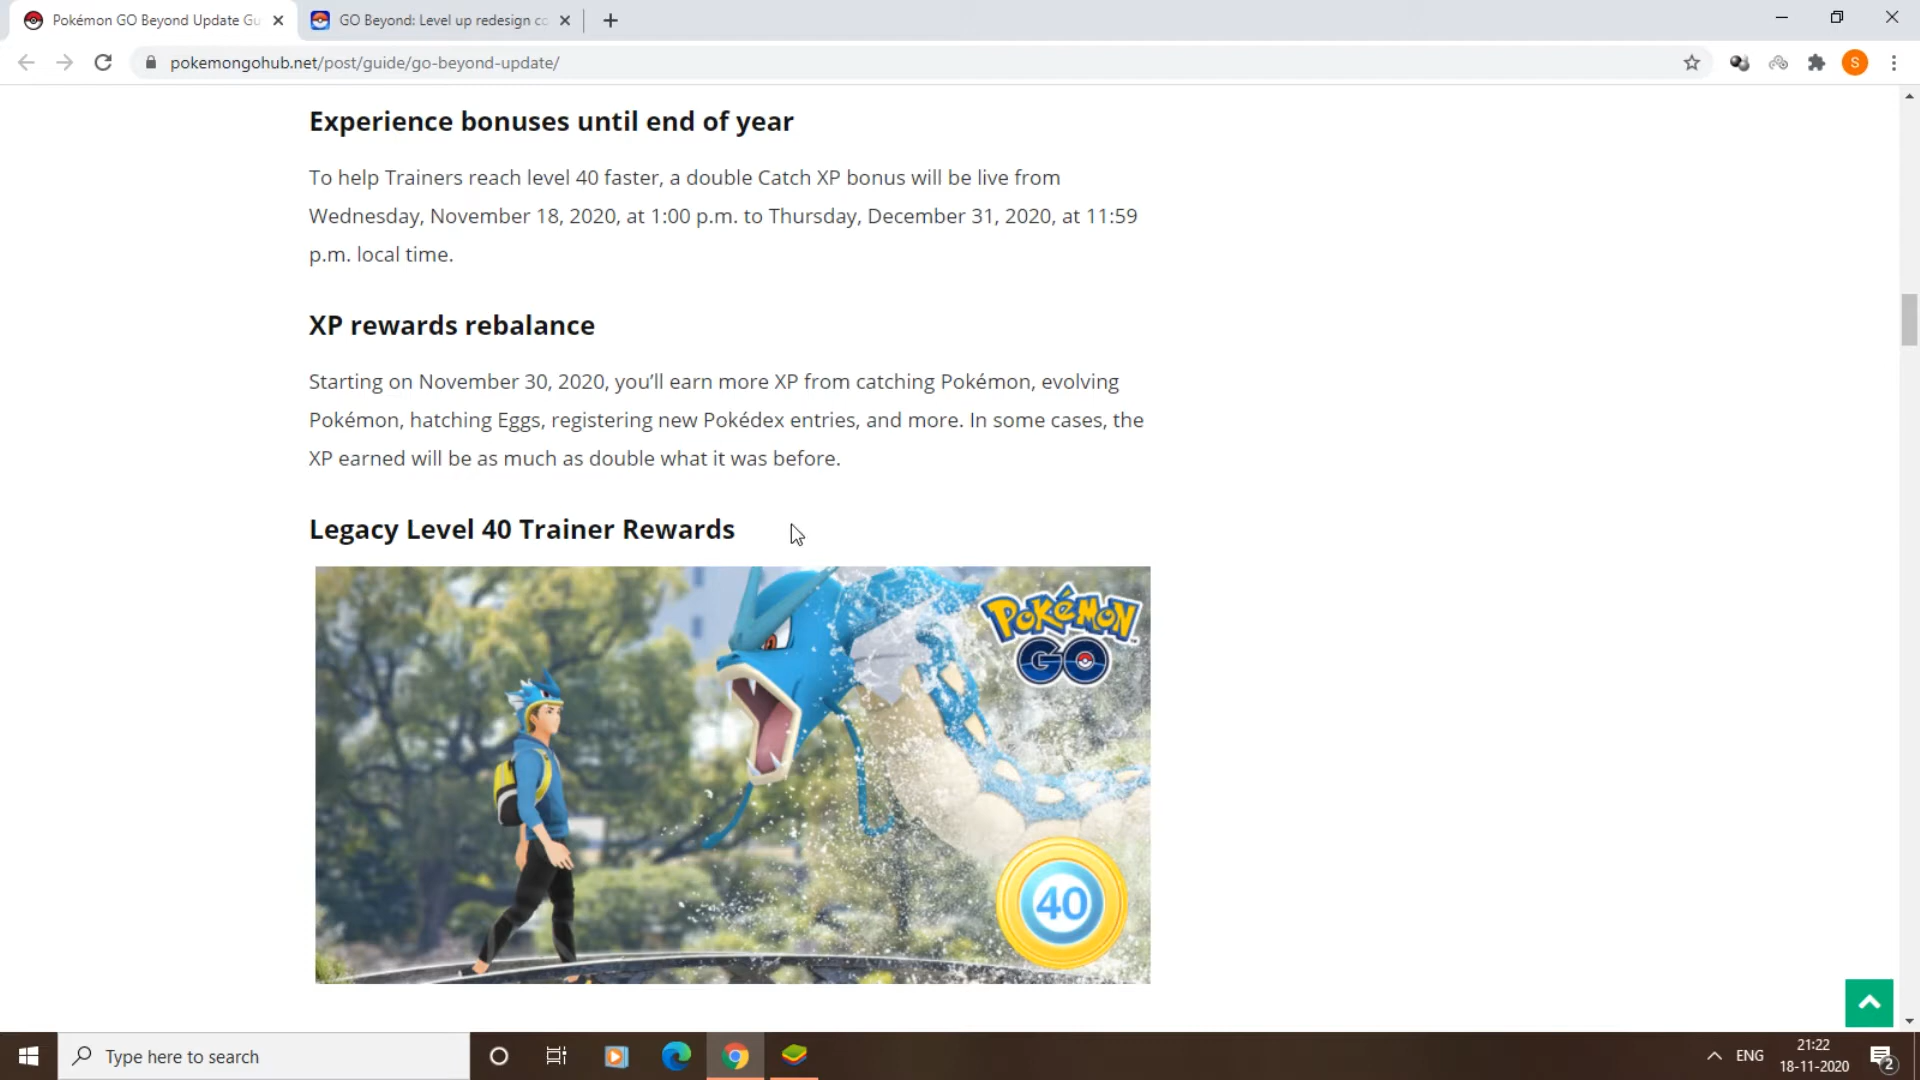 Pokémon GO Beyond Update Gu
GO Beyond: Level up redesign co
pokemongohub.net/post/guide/go-beyond-update/
S
Experience bonuses until end of year
To help Trainers reach level 40 faster, a double Catch XP bonus will be live from
Wednesday, November 18, 2020, at 1:00 p.m. to Thursday, December 31, 2020, at 11:59
p.m. local time.
XP rewards rebalance
Starting on November 30, 2020, you’ll earn more XP from catching Pokémon, evolving
Pokémon, hatching Eggs, registering new Pokédex entries, and more. In some cases, the
XP earned will be as much as double what it was before.
Legacy Level 40 Trainer Rewards
POKéMON
GO
40
Type here to search
ENG
21:22
18-11-2020
2